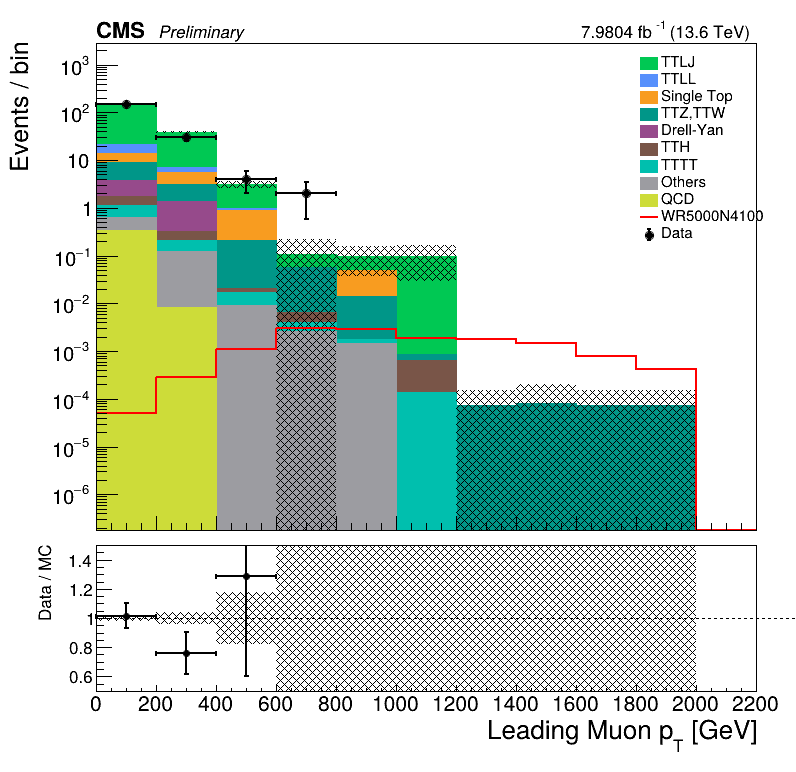 CMS Preliminary 7.9804 fb⁻¹ (13.6 TeV)
Events / bin
10³
10²
10
1
10⁻¹
10⁻²
10⁻³
10⁻⁴
10⁻⁵
10⁻⁶
TTLJ
TTLL
Single Top
TTZ,TTW
Drell-Yan
TTH
TTTT
Others
QCD
WR5000N4100
Data
Data / MC
1.4
1.2
1
0.8
0.6
0 200 400 600 800 1000 1200 1400 1600 1800 2000 2200
Leading Muon p_T [GeV]